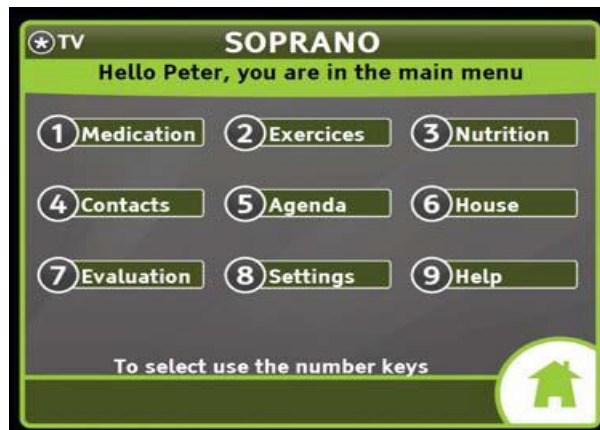 * TV SOPRANO
Hello Peter, you are in the main menu
1 Medication 2 Exercices 3 Nutrition
4 Contacts 5 Agenda 6 House
7 Evaluation 8 Settings 9 Help
To select use the number keys